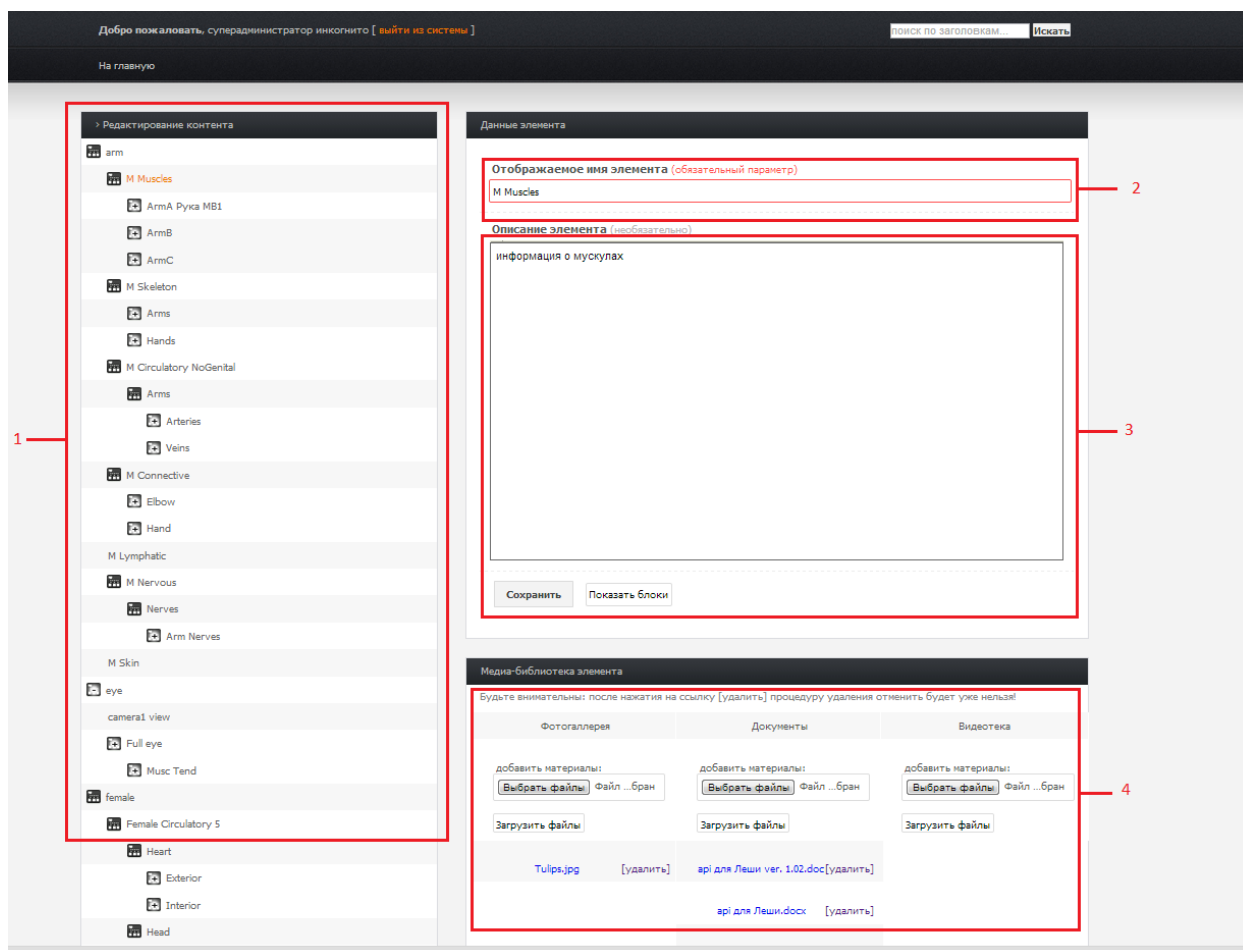 Добро пожаловать, суперадминистратор инкогнито [ выйти из системы ]
поиск по заголовкам...
Искать
На главную
> Редактирование контента
arm
M Muscles
ArmA Рука МВ1
ArmB
ArmC
M Skeleton
Arms
Hands
M Circulatory NoGenital
Arms
Arteries
Veins
M Connective
Elbow
Hand
M Lymphatic
M Nervous
Nerves
Arm Nerves
M Skin
eye
camera1 view
Full eye
Musc Tend
female
Female Circulatory 5
Heart
Exterior
Interior
Head
1
Данные элемента
Отображаемое имя элемента (обязательный параметр)
M Muscles
2
Описание элемента (необязательно)
информация о мускулах
3
Сохранить
Показать блоки
Медиа-библиотека элемента
Будьте внимательны: после нажатия на ссылку [удалить] процедуру удаления отменить будет уже нельзя!
Фотогаллерея
Документы
Видеотека
добавить материалы:
добавить материалы:
добавить материалы:
Выбрать файлы Файл ...бран
Выбрать файлы Файл ...бран
Выбрать файлы Файл ...бран
4
Загрузить файлы
Загрузить файлы
Загрузить файлы
Tulips.jpg [удалить]
api для Леши ver. 1.02.doc[удалить]
api для Леши.docx [удалить]